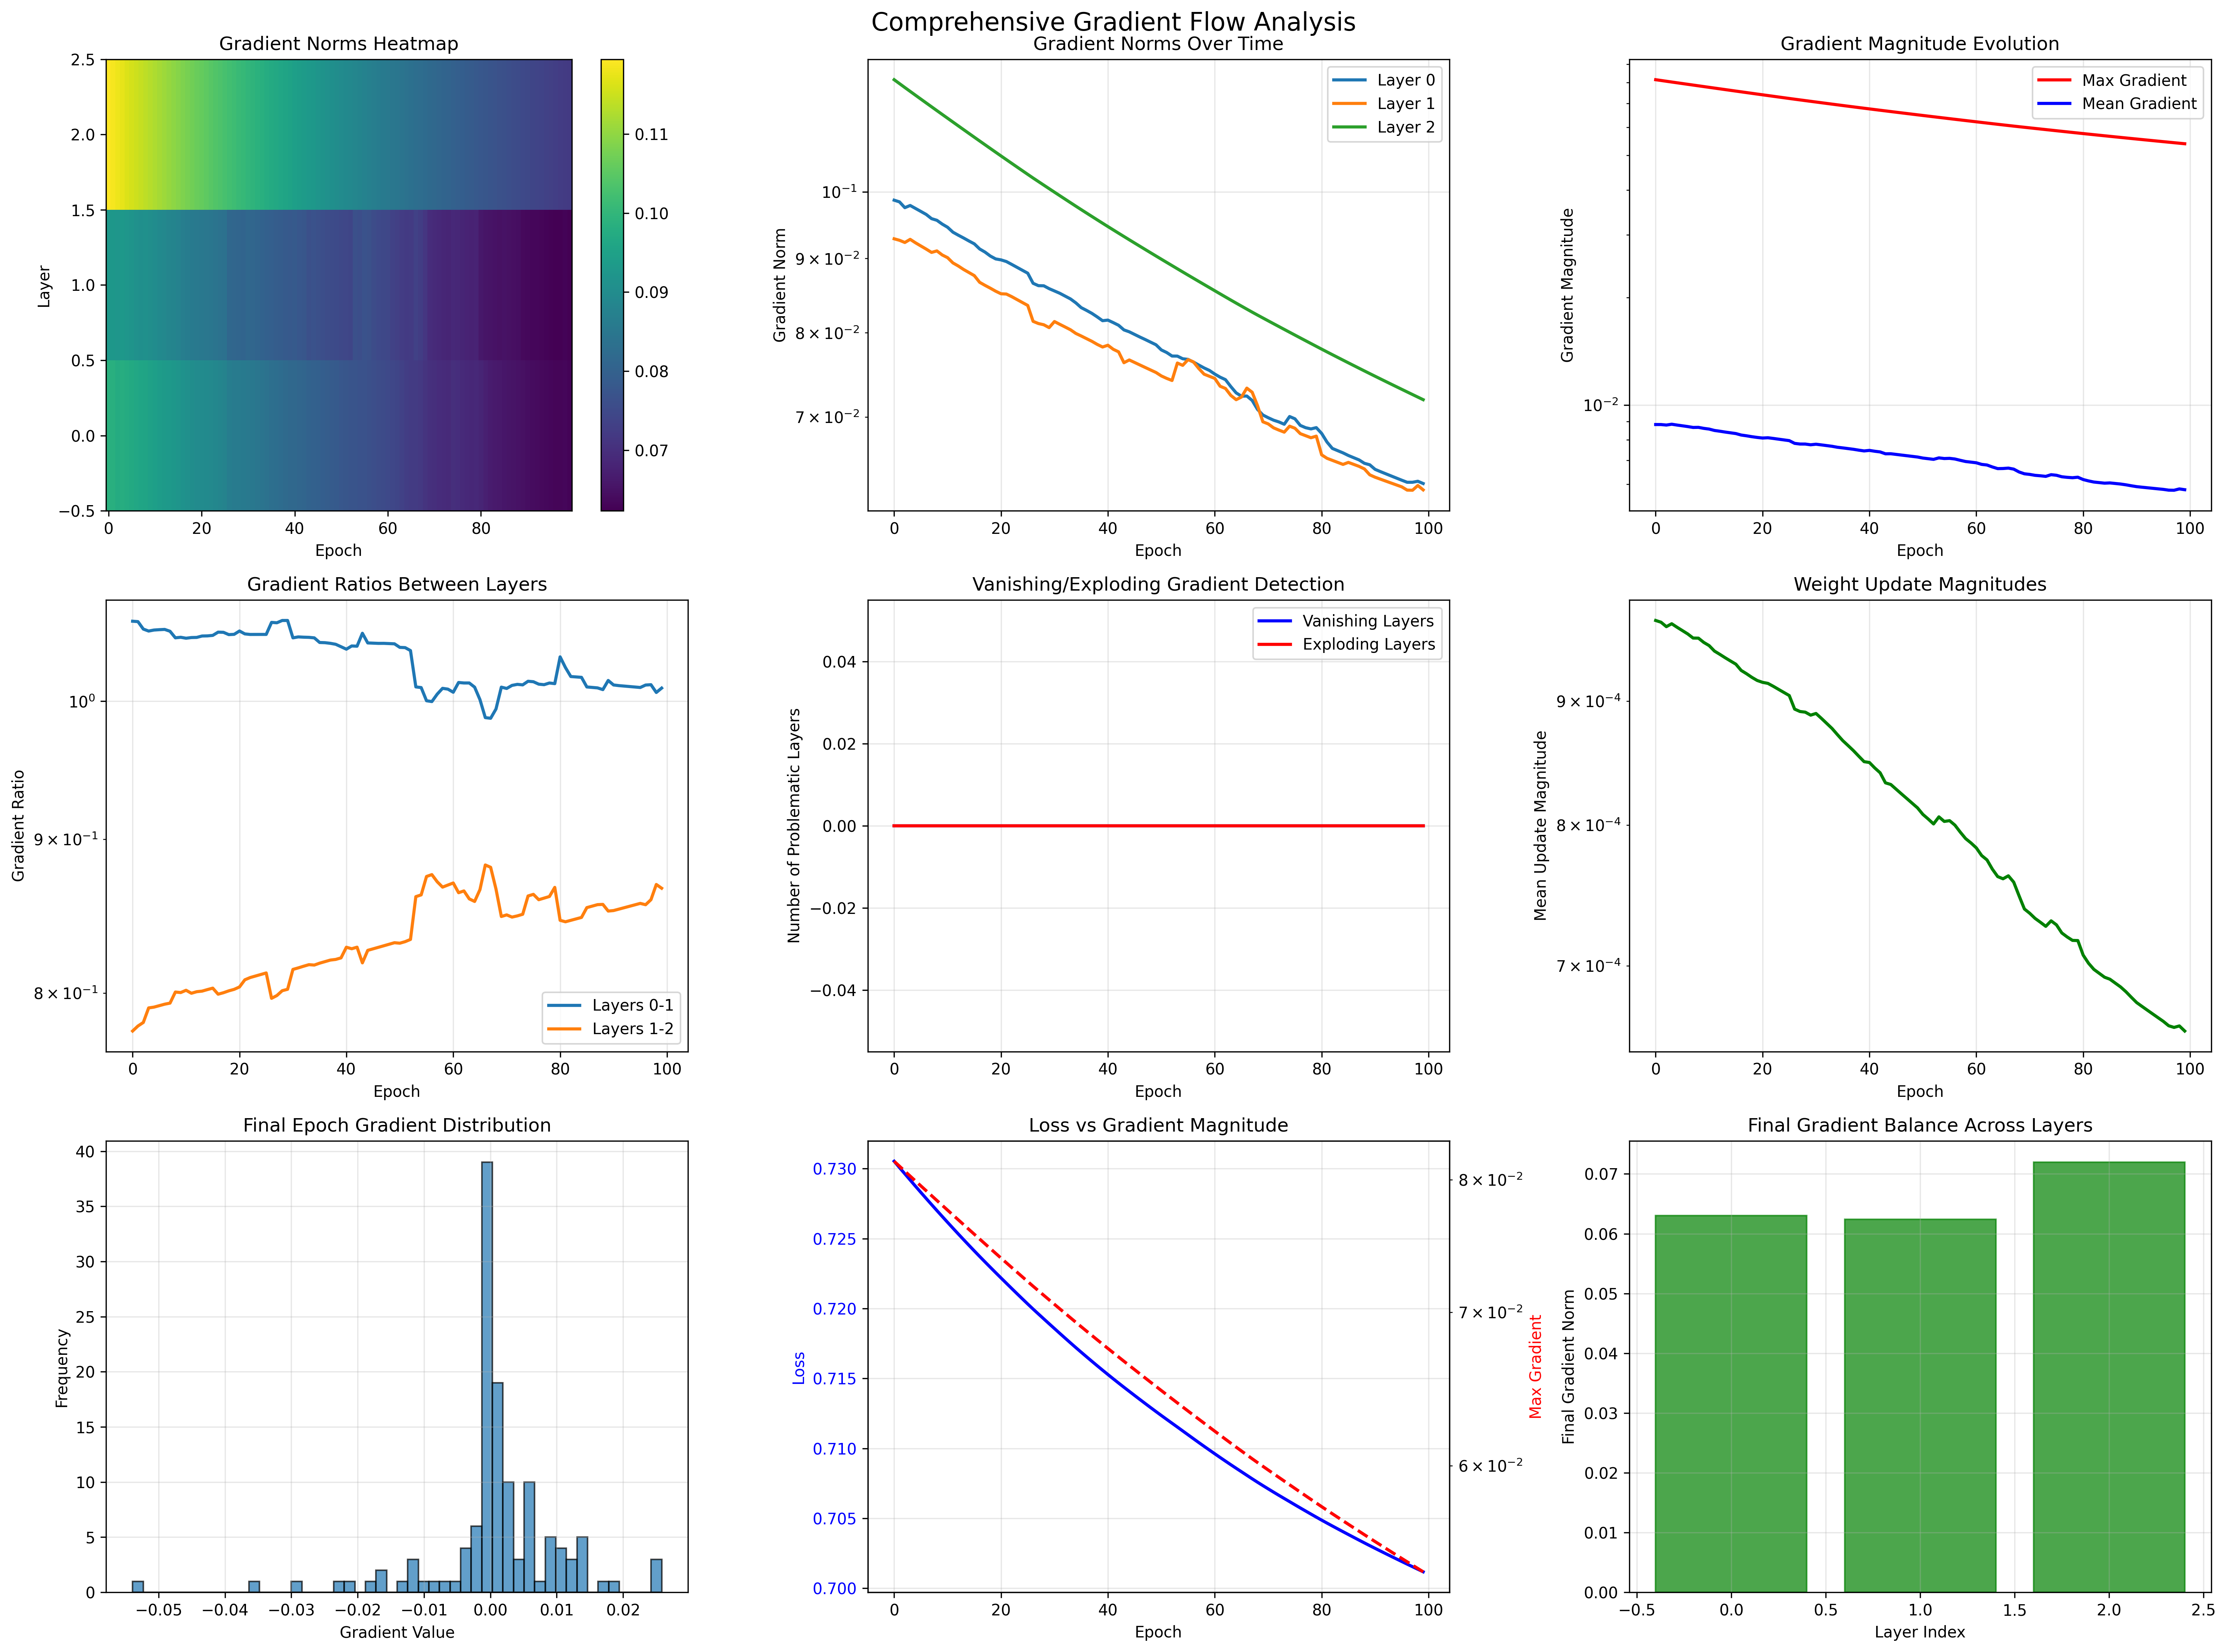 Comprehensive Gradient Flow Analysis
Gradient Norms Heatmap
2.5
2.0
1.5
1.0
0.5
0.0
−0.5
Layer
0 20 40 60 80
Epoch
0.11
0.10
0.09
0.08
0.07
Gradient Norms Over Time
Layer 0
Layer 1
Layer 2
10⁻¹
9 × 10⁻²
8 × 10⁻²
7 × 10⁻²
Gradient Norm
0 20 40 60 80 100
Epoch
Gradient Magnitude Evolution
Max Gradient
Mean Gradient
10⁻²
Gradient Magnitude
0 20 40 60 80 100
Epoch
Gradient Ratios Between Layers
10⁰
9 × 10⁻¹
8 × 10⁻¹
Gradient Ratio
Layers 0-1
Layers 1-2
0 20 40 60 80 100
Epoch
Vanishing/Exploding Gradient Detection
Vanishing Layers
Exploding Layers
0.04
0.02
0.00
−0.02
−0.04
Number of Problematic Layers
0 20 40 60 80 100
Epoch
Weight Update Magnitudes
9 × 10⁻⁴
8 × 10⁻⁴
7 × 10⁻⁴
Mean Update Magnitude
0 20 40 60 80 100
Epoch
Final Epoch Gradient Distribution
40
35
30
25
20
15
10
5
0
Frequency
−0.05 −0.04 −0.03 −0.02 −0.01 0.00 0.01 0.02
Gradient Value
Loss vs Gradient Magnitude
0.730
0.725
0.720
0.715
0.710
0.705
0.700
Loss
8 × 10⁻²
7 × 10⁻²
6 × 10⁻²
Max Gradient
0 20 40 60 80 100
Epoch
Final Gradient Balance Across Layers
0.07
0.06
0.05
0.04
0.03
0.02
0.01
0.00
Final Gradient Norm
−0.5 0.0 0.5 1.0 1.5 2.0 2.5
Layer Index